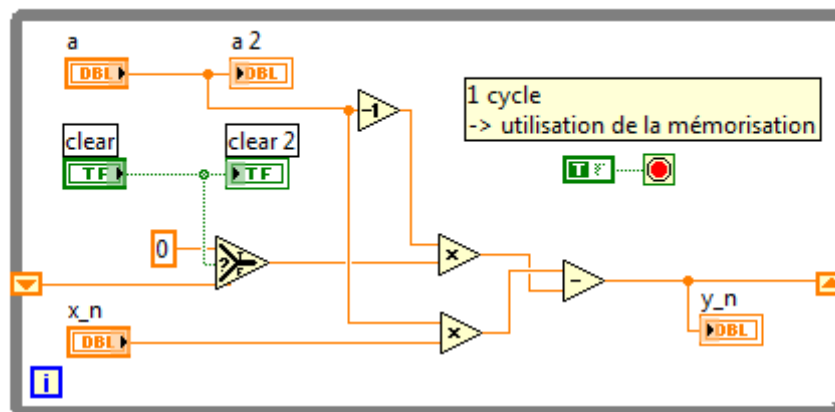 a
a 2
DBL
DBL
-1
1 cycle
-> utilisation de la mémorisation
clear
clear 2
TF
TF
T
F
0
?
T
F
x
-
x_n
y_n
x
DBL
DBL
i